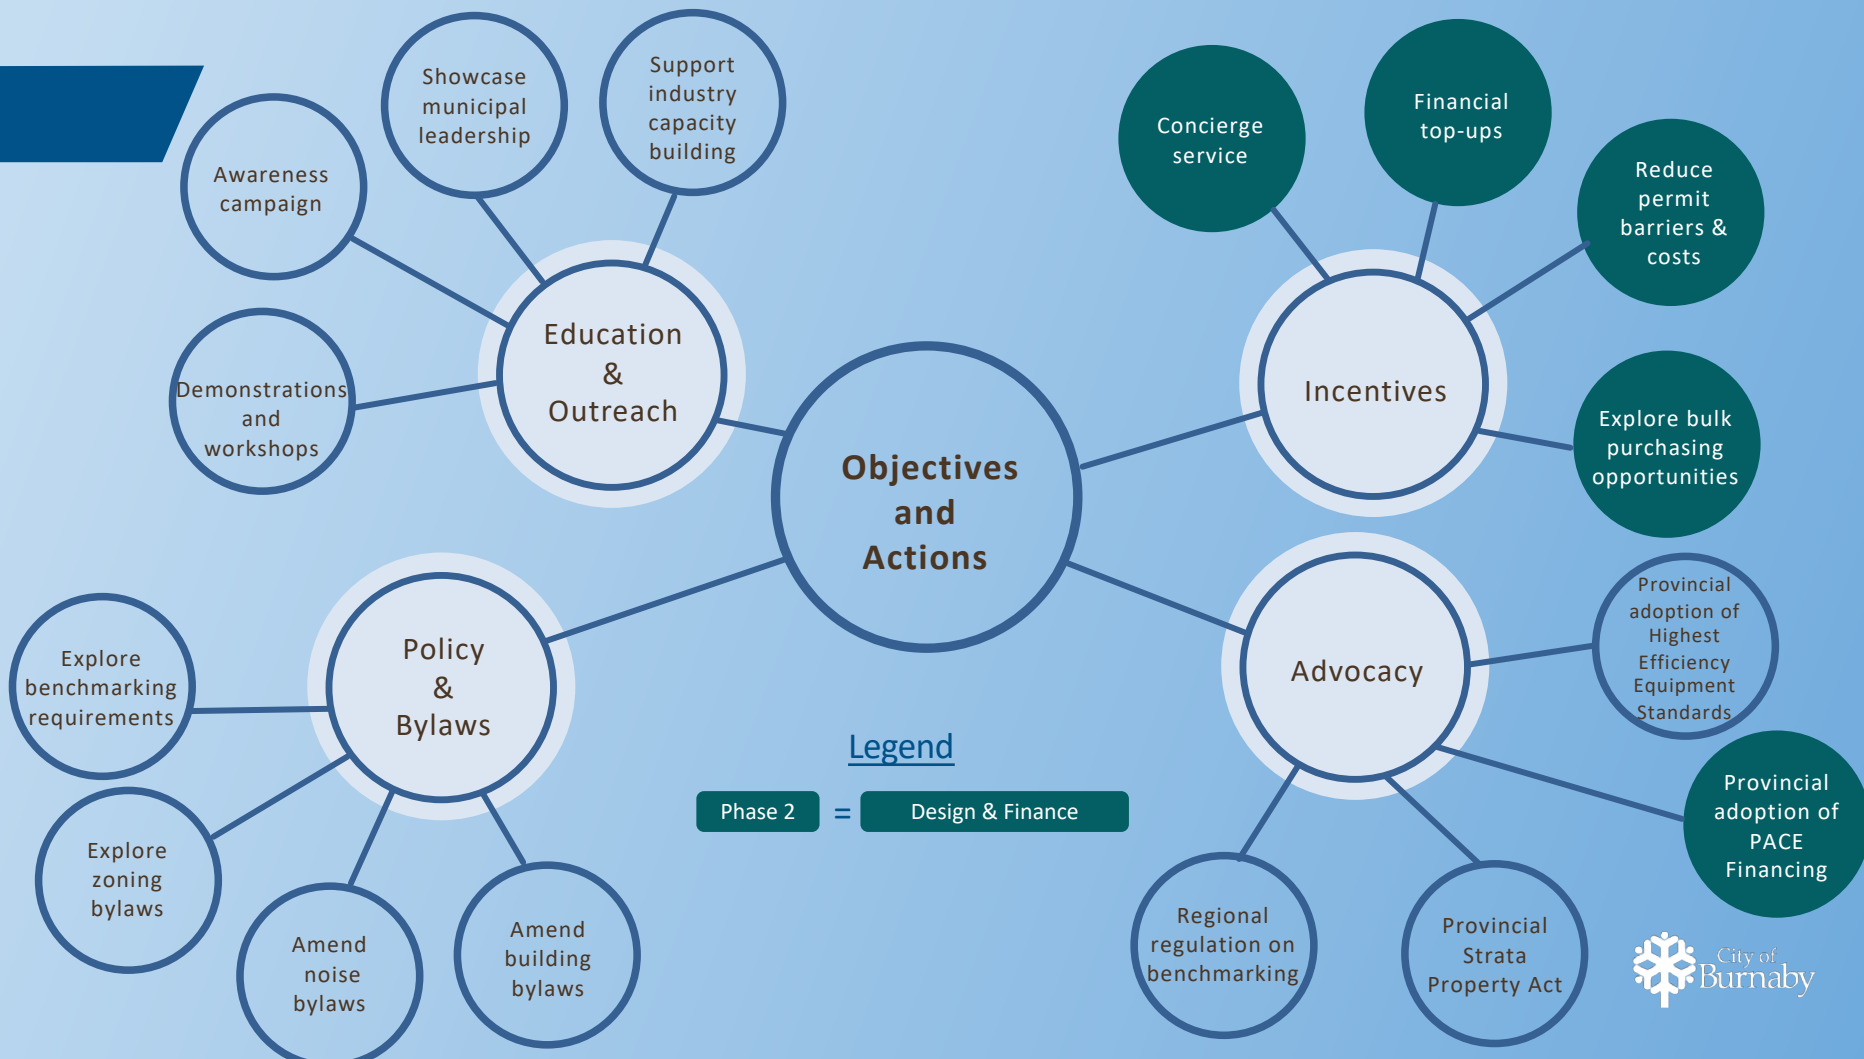 Showcase
municipal
leadership
Support
industry
capacity
building
Awareness
campaign
Demonstrations
and
workshops
Education
&
Outreach
Concierge
service
Financial
top-ups
Reduce
permit
barriers &
costs
Explore bulk
purchasing
opportunities
Incentives
Objectives
and
Actions
Policy
&
Bylaws
Explore
benchmarking
requirements
Explore
zoning
bylaws
Amend
noise
bylaws
Amend
building
bylaws
Advocacy
Provincial
adoption of
Highest
Efficiency
Equipment
Standards
Provincial
adoption of
PACE
Financing
Regional
regulation on
benchmarking
Provincial
Strata
Property Act
Legend
Phase 2 = Design & Finance
City of
Burnaby